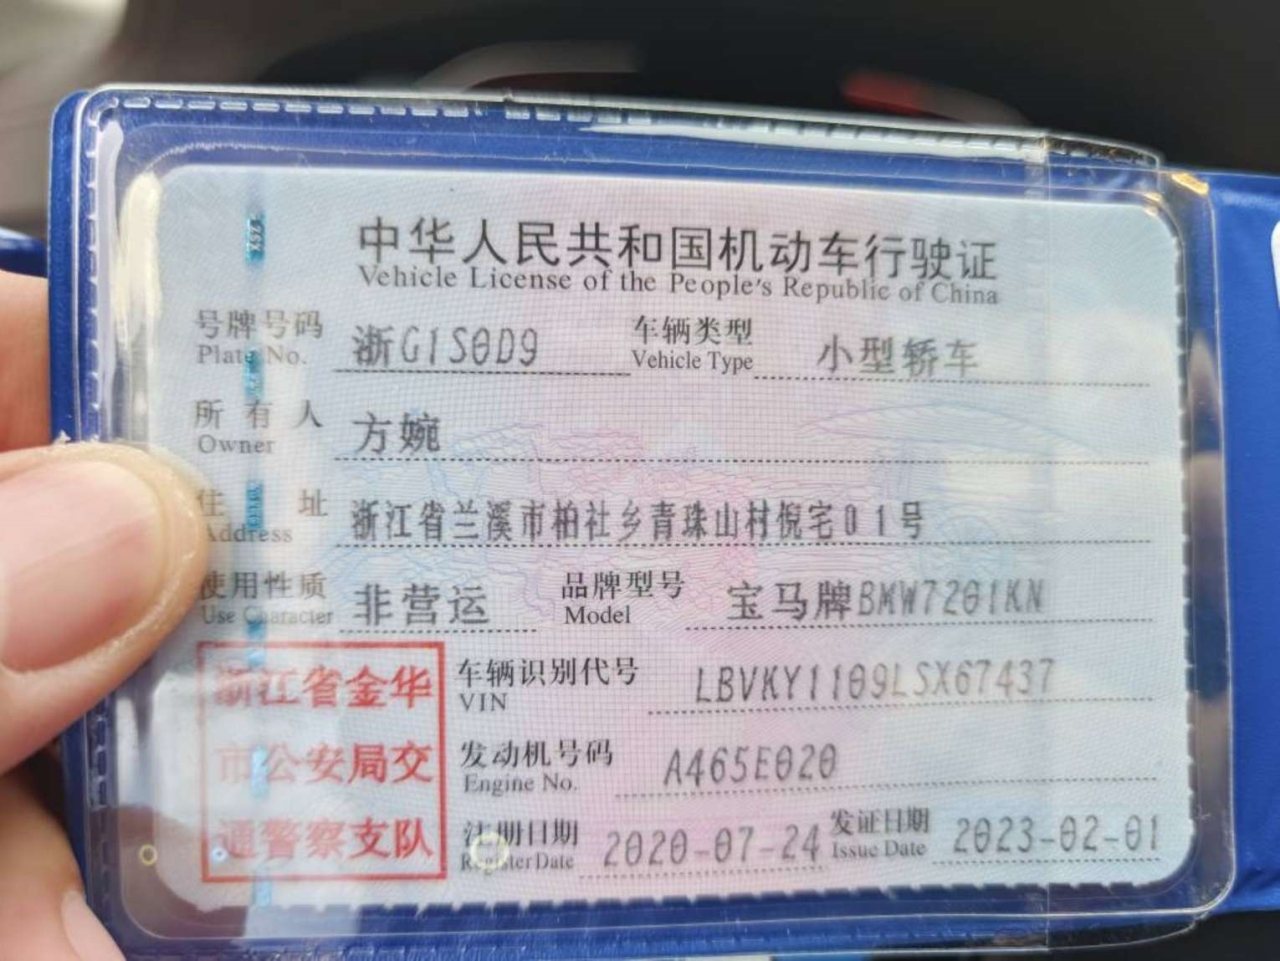 中华人民共和国机动车行驶证
Vehicle License of the People's Republic of China
号牌号码 浙G1S0D9 车辆类型 小型轿车
Plate No. Vehicle Type
所有人 方婉
Owner
住址 浙江省兰溪市柏社乡青珠山村倪宅01号
Address
使用性质 非营运 品牌型号 宝马牌BMW7201KN
Use Character Model
浙江省金华 车辆识别代号 LBVKY1109LSX67437
VIN
市公安局交 发动机号码 A465E020
Engine No.
通警察支队 注册日期 2020-07-24 发证日期 2023-02-01
Register Date Issue Date